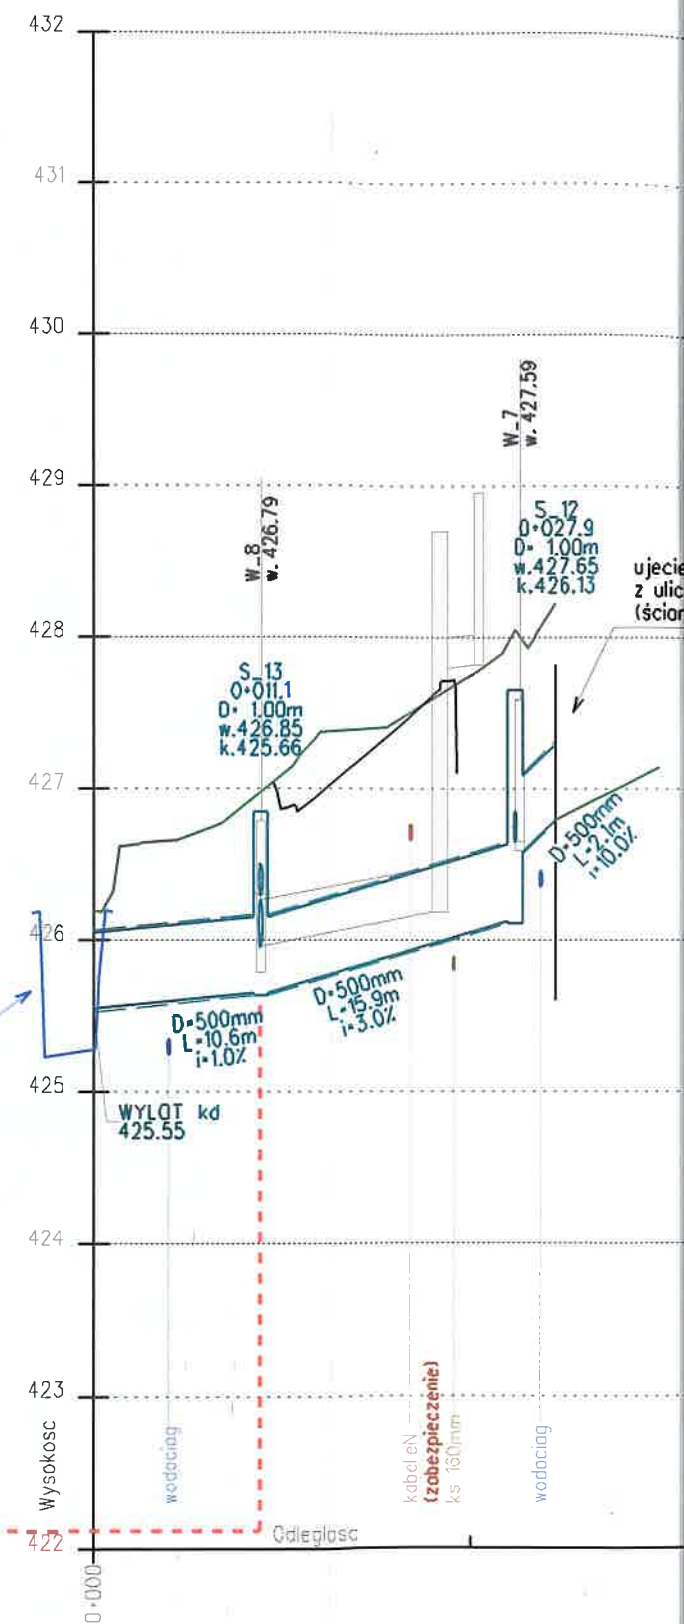 432
431
430
429
428
427
426
425
424
423
422
Wysokosc
0+000
Odleglosc
W_8
w. 426.79
W_7
w. 427.59
S_13
0+011.1
D= 1.00m
w.426.85
k.425.66
S_12
0+027.9
D= 1.00m
w.427.65
k.426.13
ujecie
z ulic
(ścian
D=500mm
L=10.6m
i=1.0%
D=500mm
L=15.9m
i=3.0%
D=500mm
L=2.1m
i=10.0%
WYLOT kd
425.55
wodociag
kabel eN
(zabezpieczenie)
ks 160mm
wodociag